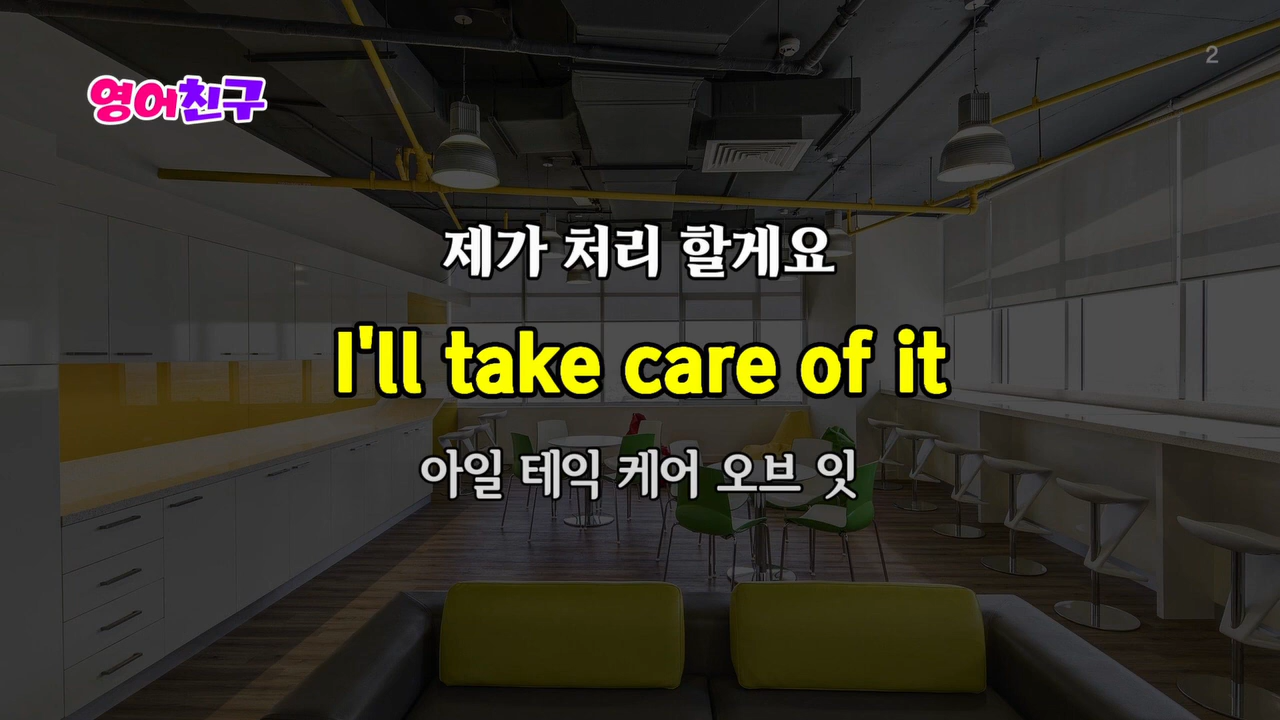 영어친구
2
제가 처리 할게요
I'll take care of it
아일 테익 케어 오브 잇